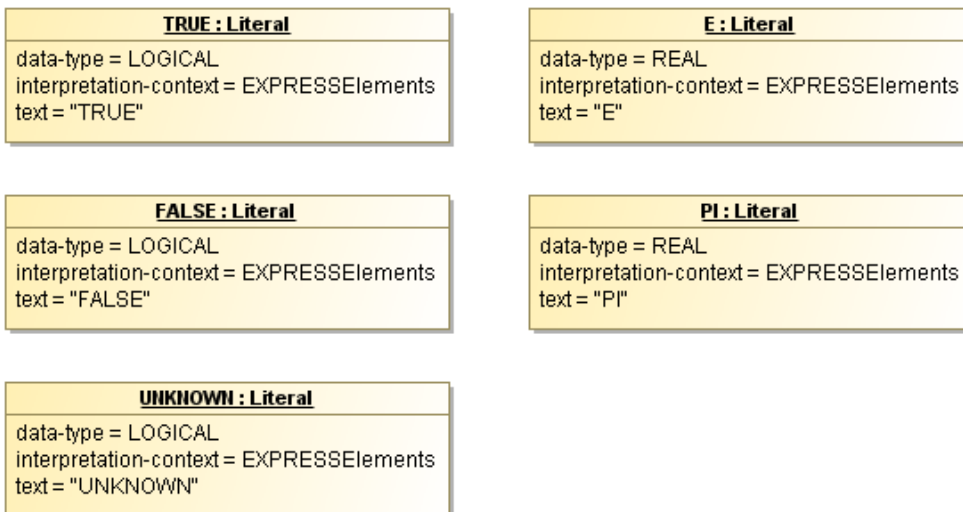 TRUE : Literal
data-type = LOGICAL
interpretation-context = EXPRESSElements
text = "TRUE"
E : Literal
data-type = REAL
interpretation-context = EXPRESSElements
text = "E"
FALSE : Literal
data-type = LOGICAL
interpretation-context = EXPRESSElements
text = "FALSE"
PI : Literal
data-type = REAL
interpretation-context = EXPRESSElements
text = "PI"
UNKNOWN : Literal
data-type = LOGICAL
interpretation-context = EXPRESSElements
text = "UNKNOWN"